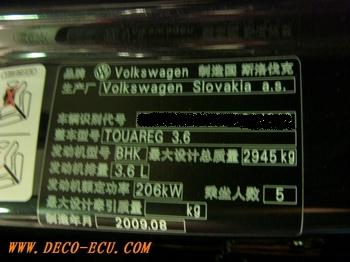 品牌 Volkswagen 制造国 斯洛伐克
生产厂 Volkswagen Slovakia a.s.
车辆识别代号
整车型号 TOUAREG 3.6
发动机型号 BHK 最大设计总质量 2945 kg
发动机排量 3.6 L
发动机额定功率 206kW 乘坐人数 5
最大设计牵引质量 kg
制造年月 2009.08
WWW.DECO-ECU.COM